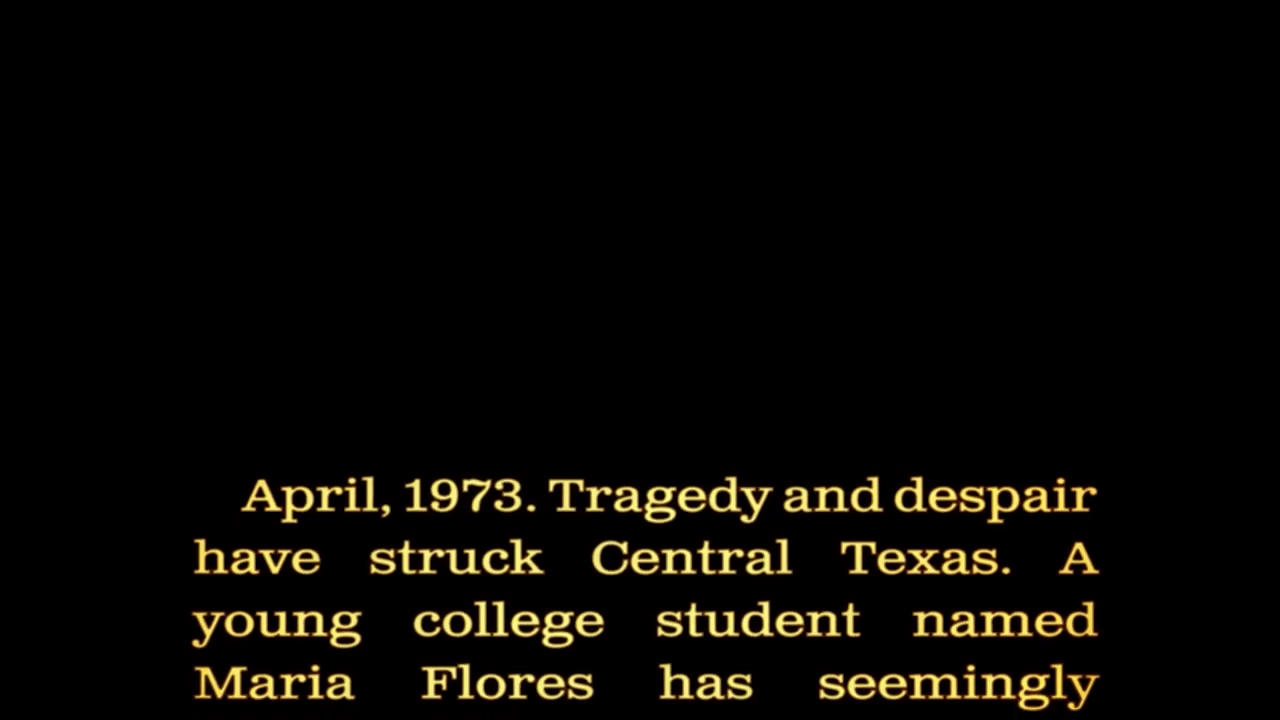 April, 1973. Tragedy and despair
have struck Central Texas. A
young college student named
Maria Flores has seemingly